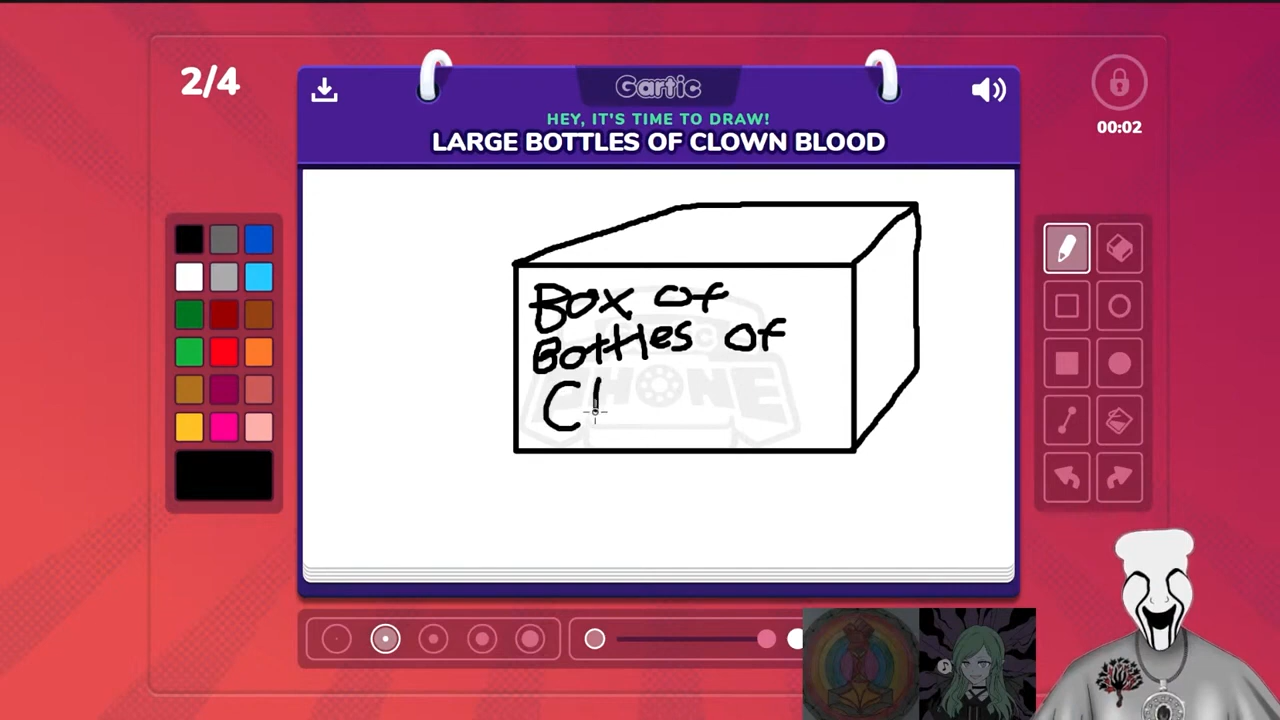 2/4
Gartic
HEY, IT'S TIME TO DRAW!
LARGE BOTTLES OF CLOWN BLOOD
00:02
Box of
Bottles of
Cl
PHONE